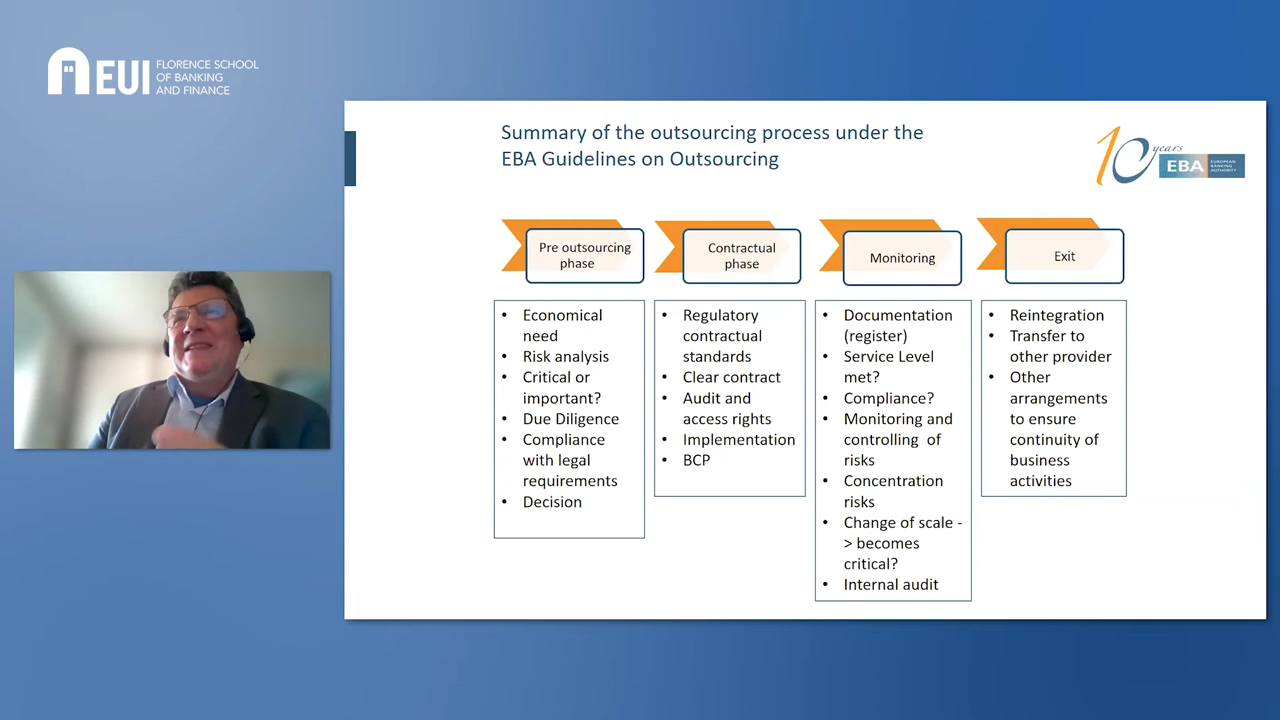 EUI
FLORENCE SCHOOL
OF BANKING
AND FINANCE
Summary of the outsourcing process under the
EBA Guidelines on Outsourcing
10 years
EBA
EUROPEAN
BANKING
AUTHORITY
Pre outsourcing
phase
Contractual
phase
Monitoring
Exit
• Economical
need
• Risk analysis
• Critical or
important?
• Due Diligence
• Compliance
with legal
requirements
• Decision
• Regulatory
contractual
standards
• Clear contract
• Audit and
access rights
• Implementation
• BCP
• Documentation
(register)
• Service Level
met?
• Compliance?
• Monitoring and
controlling of
risks
• Concentration
risks
• Change of scale -
> becomes
critical?
• Internal audit
• Reintegration
• Transfer to
other provider
• Other
arrangements
to ensure
continuity of
business
activities